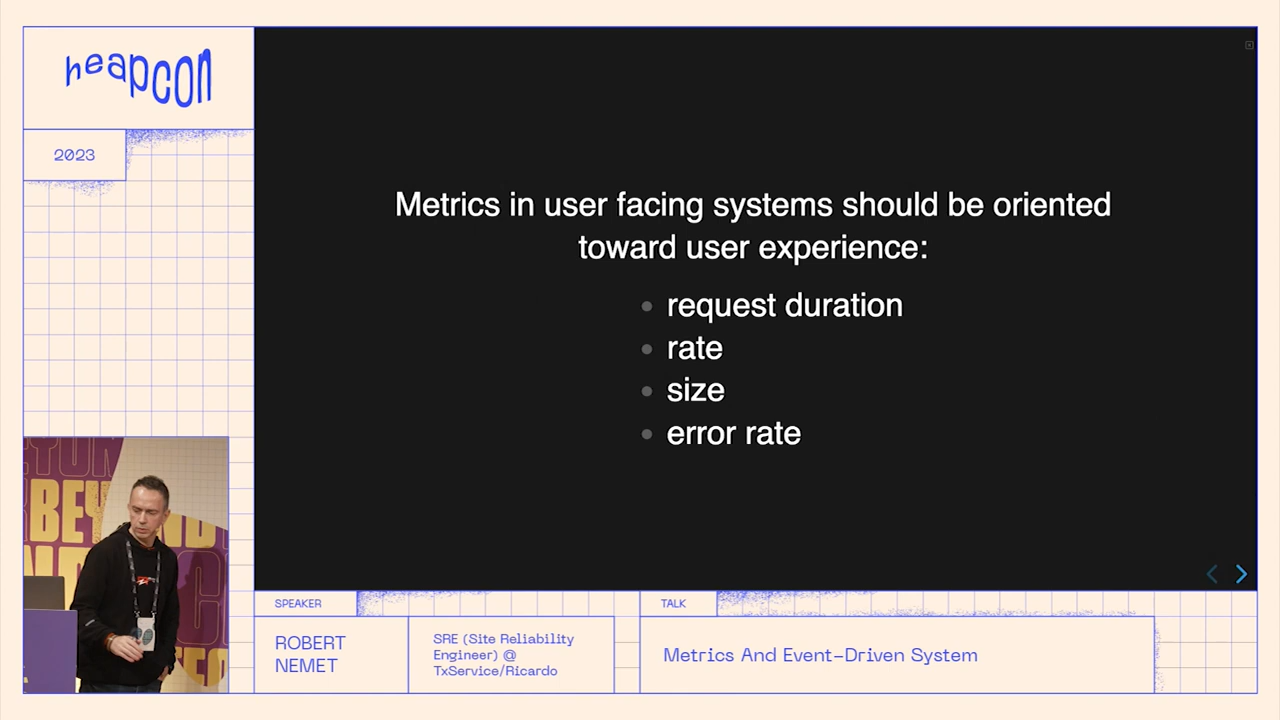 heapcon
2023
Metrics in user facing systems should be oriented
toward user experience:
request duration
rate
size
error rate
SPEAKER
ROBERT
NEMET
SRE (Site Reliability
Engineer) @
TxService/Ricardo
TALK
Metrics And Event-Driven System